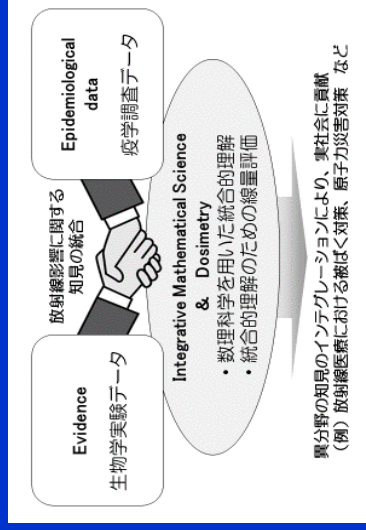 Evidence
生物学実験データ
放射線影響に関する
知見の統合
Epidemiological
data
疫学調査データ
Integrative Mathematical Science
& Dosimetry
・数理科学を用いた統合的理解
・統合的理解のための線量評価
異分野の知見のインテグレーションにより、実社会に貢献
（例）放射線医療における被ばく対策、原子力災害対策 など